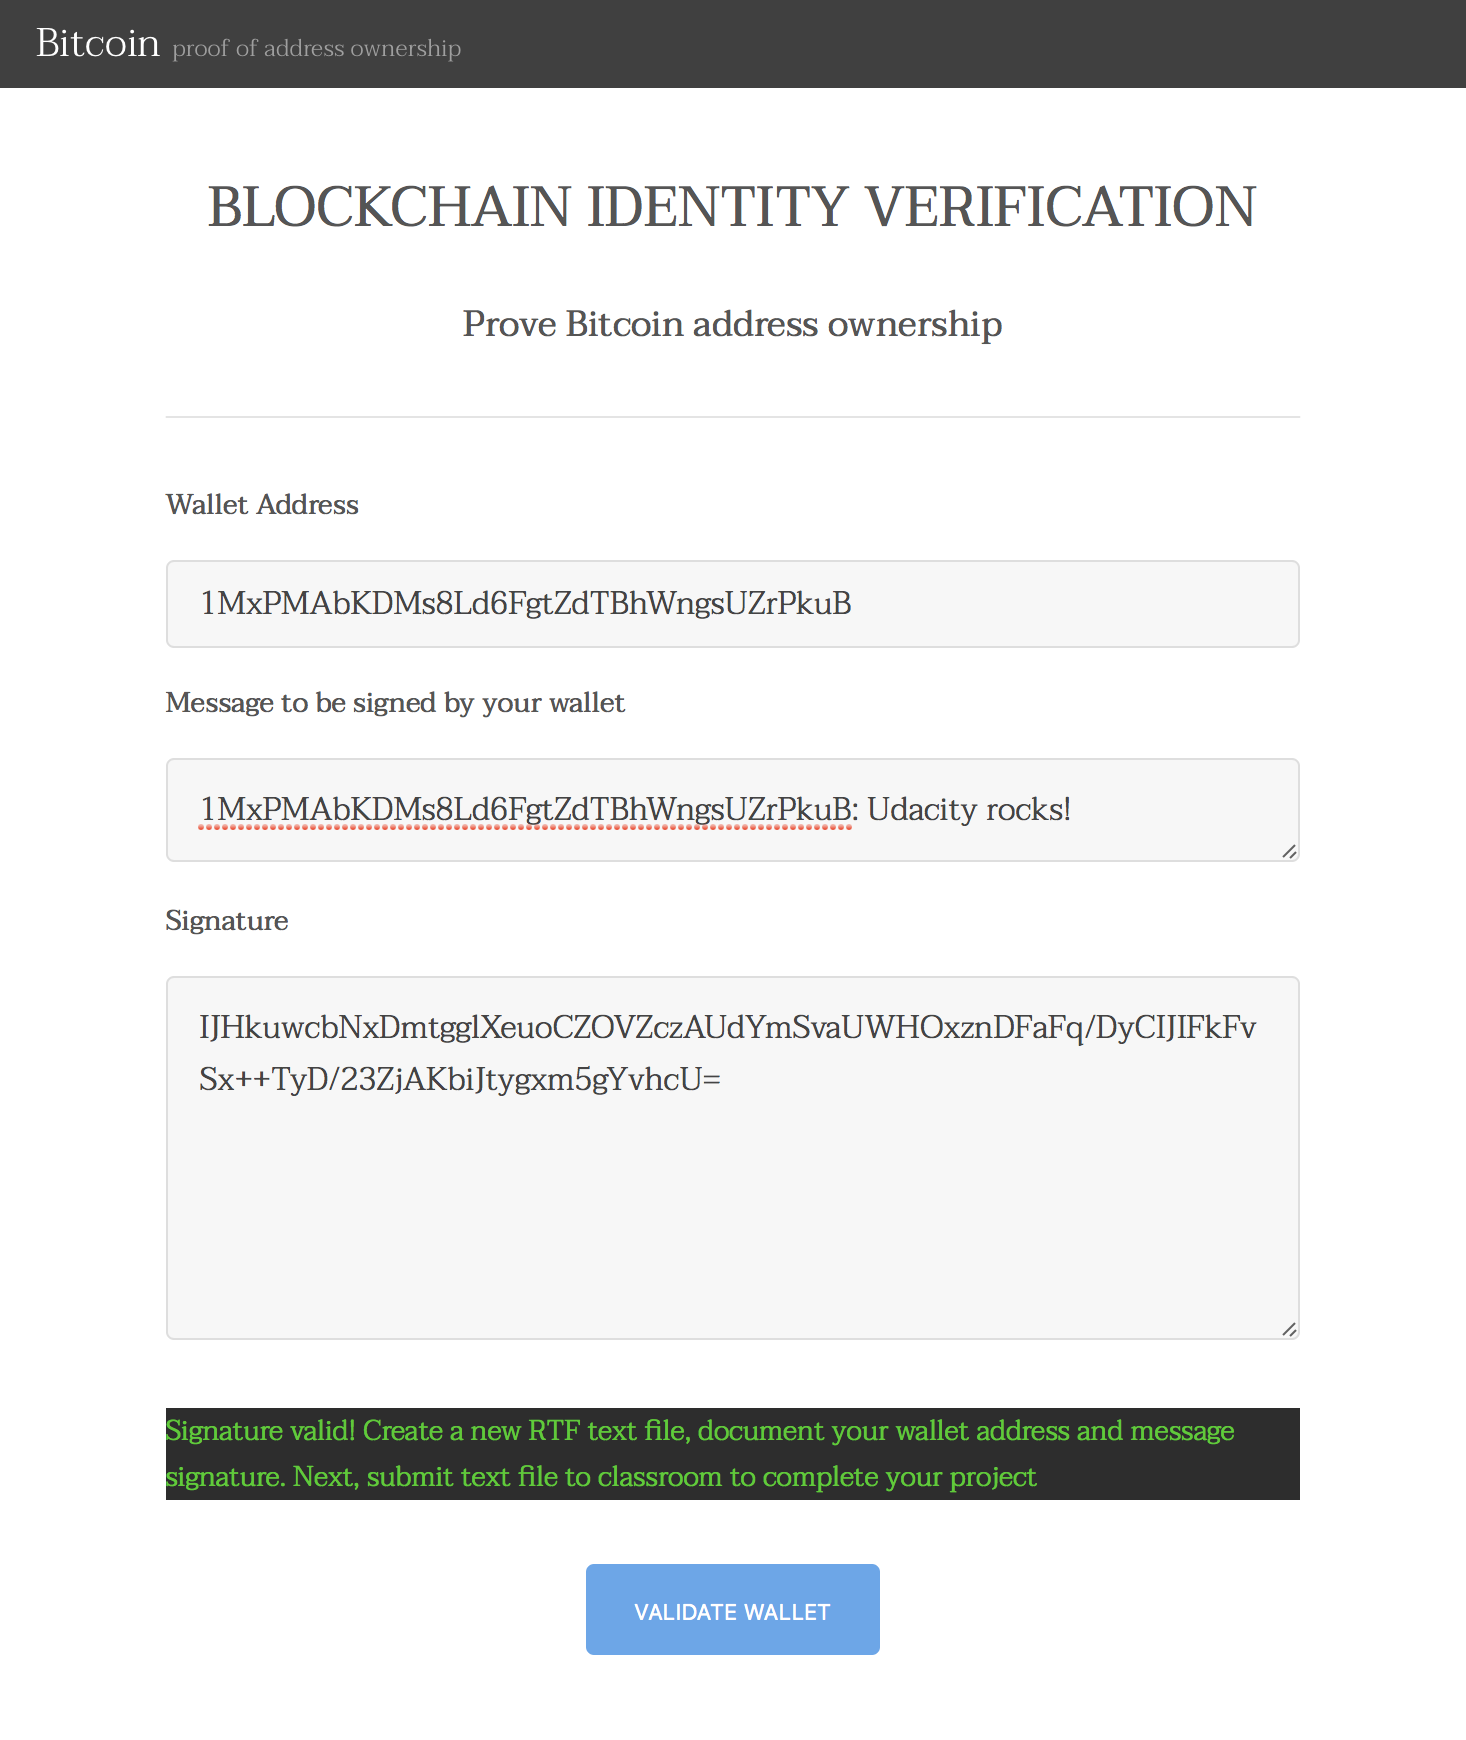 Bitcoin proof of address ownership
BLOCKCHAIN IDENTITY VERIFICATION
Prove Bitcoin address ownership
Wallet Address
1MxPMAbKDMs8Ld6FgtZdTBhWngsUZrPkuB
Message to be signed by your wallet
1MxPMAbKDMs8Ld6FgtZdTBhWngsUZrPkuB: Udacity rocks!
Signature
IJHkuwcbNxDmtgglXeuoCZOVZczAUdYmSvaUWHOxznDFaFq/DyCIJIFkFv
Sx++TyD/23ZjAKbiJtygxm5gYvhcU=
Signature valid! Create a new RTF text file, document your wallet address and message
signature. Next, submit text file to classroom to complete your project
VALIDATE WALLET